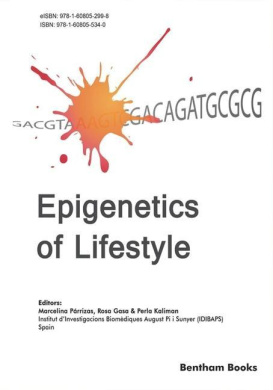 eISBN: 978-1-60805-299-8
ISBN: 978-1-60805-534-0
Epigenetics
of Lifestyle
Editors:
Marcelina Párrizas, Rosa Gasa & Perla Kaliman
Institut d'Investigacions Biomèdiques August Pi i Sunyer (IDIBAPS)
Spain
Bentham Books